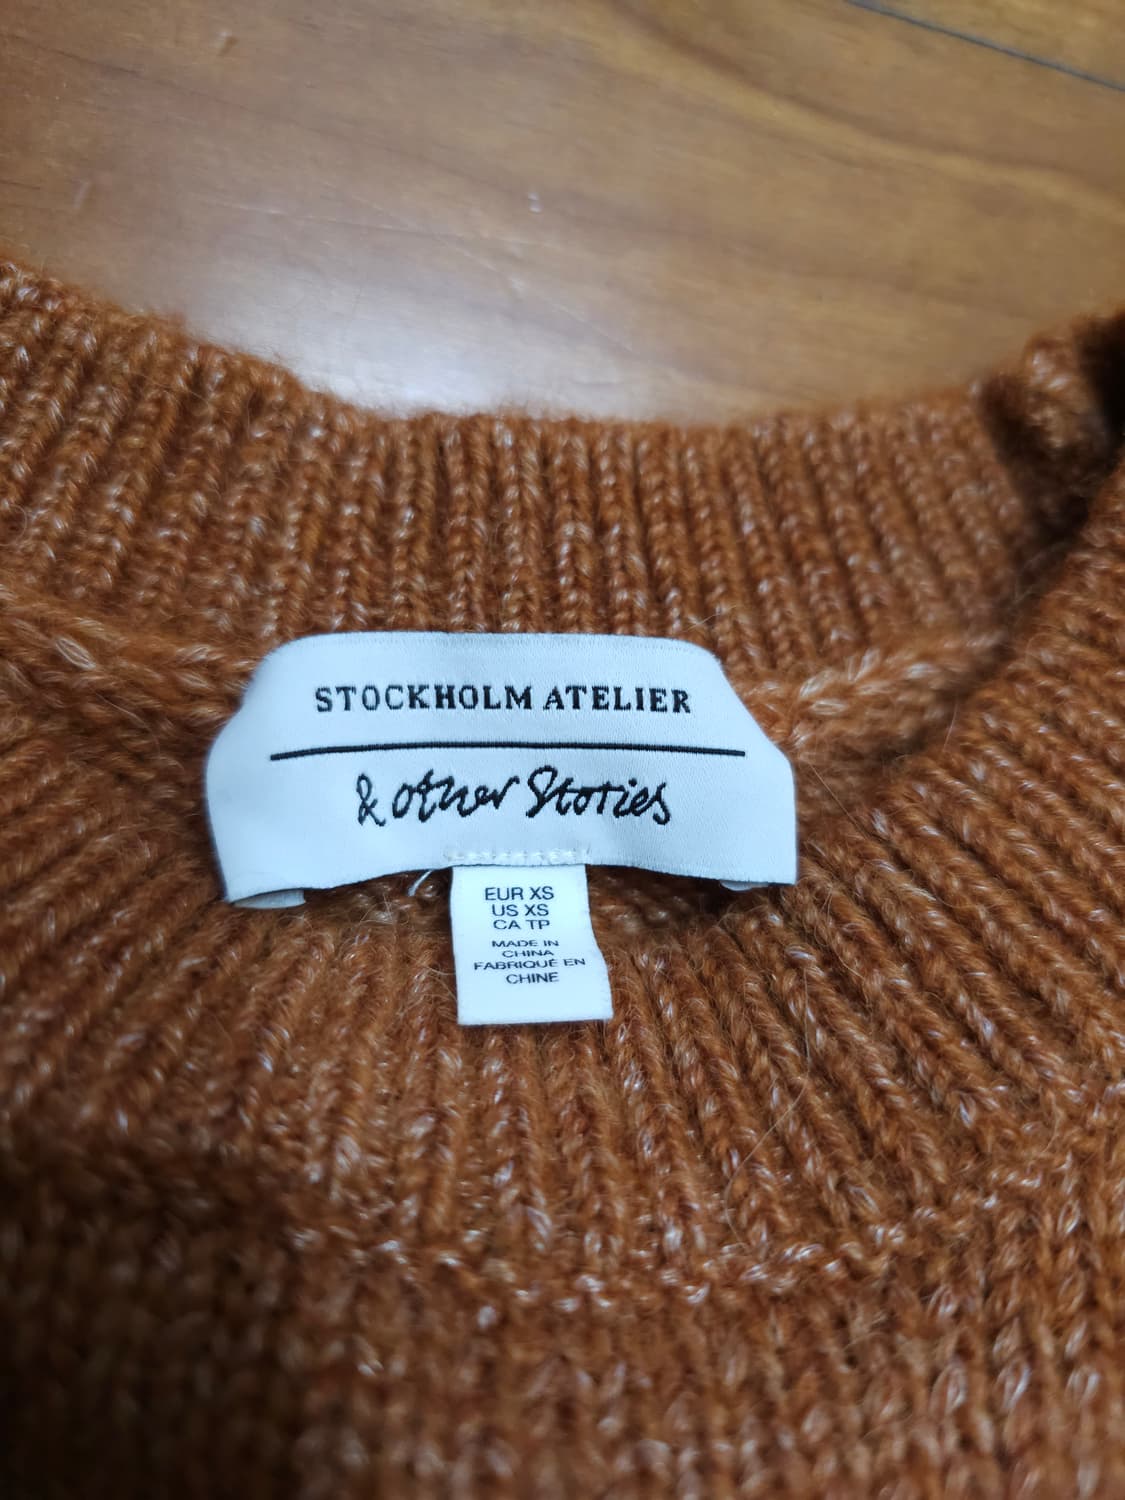 STOCKHOLM ATELIER
& other Stories
EUR XS
US XS
CA TP
MADE IN
CHINA
FABRIQUÉ EN
CHINE